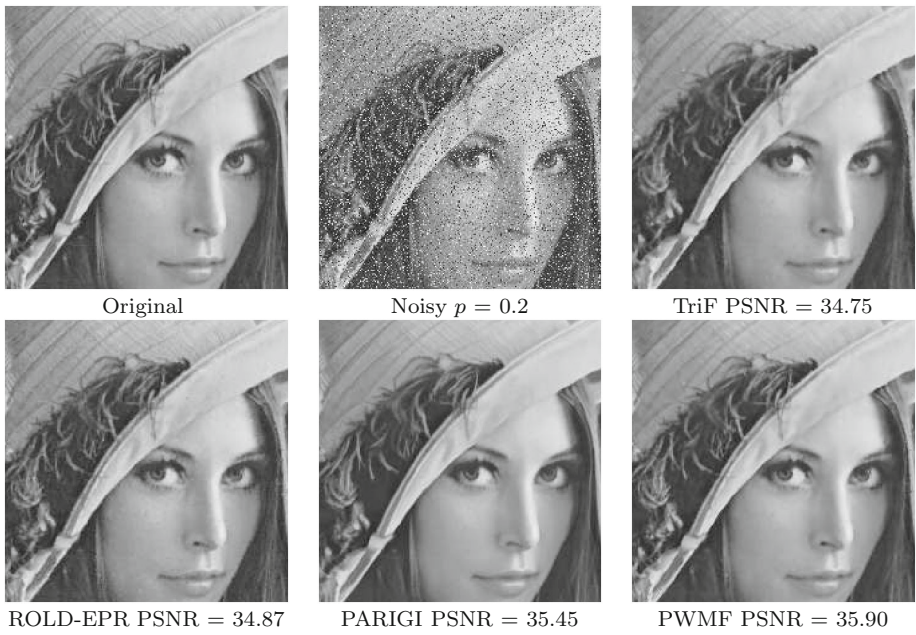 Original
Noisy p = 0.2
TriF PSNR = 34.75
ROLD-EPR PSNR = 34.87
PARIGI PSNR = 35.45
PWMF PSNR = 35.90